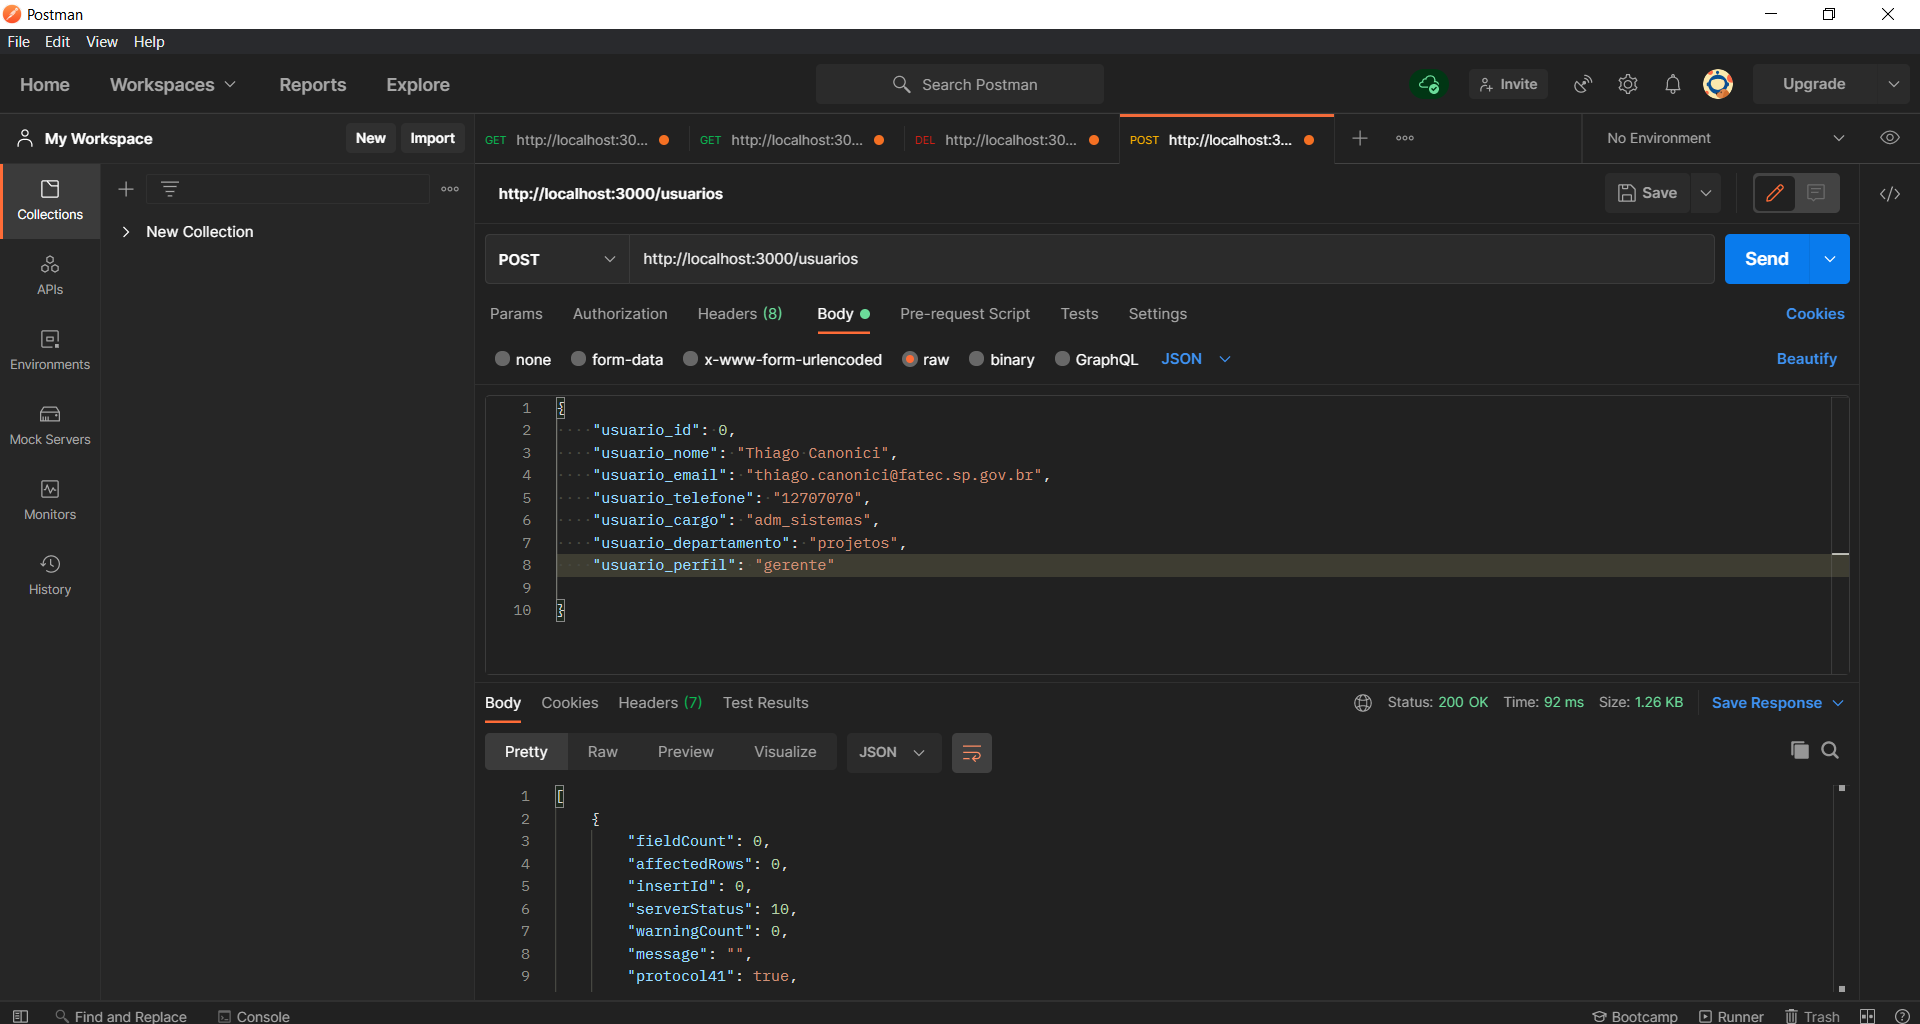 Postman
File Edit View Help
Home Workspaces Reports Explore Search Postman Invite Upgrade
My Workspace New Import GET http://localhost:30... GET http://localhost:30... DEL http://localhost:30... POST http://localhost:3... No Environment
Collections
APIs
Environments
Mock Servers
Monitors
History
New Collection
http://localhost:3000/usuarios Save
POST http://localhost:3000/usuarios Send
Params Authorization Headers (8) Body Pre-request Script Tests Settings Cookies
none form-data x-www-form-urlencoded raw binary GraphQL JSON Beautify
1 {
2 "usuario_id": 0,
3 "usuario_nome": "Thiago Canonici",
4 "usuario_email": "thiago.canonici@fatec.sp.gov.br",
5 "usuario_telefone": "12707070",
6 "usuario_cargo": "adm_sistemas",
7 "usuario_departamento": "projetos",
8 "usuario_perfil": "gerente"
9
10 }
Body Cookies Headers (7) Test Results Status: 200 OK Time: 92 ms Size: 1.26 KB Save Response
Pretty Raw Preview Visualize JSON
1 [
2 {
3 "fieldCount": 0,
4 "affectedRows": 0,
5 "insertId": 0,
6 "serverStatus": 10,
7 "warningCount": 0,
8 "message": "",
9 "protocol41": true,
Find and Replace Console Bootcamp Runner Trash